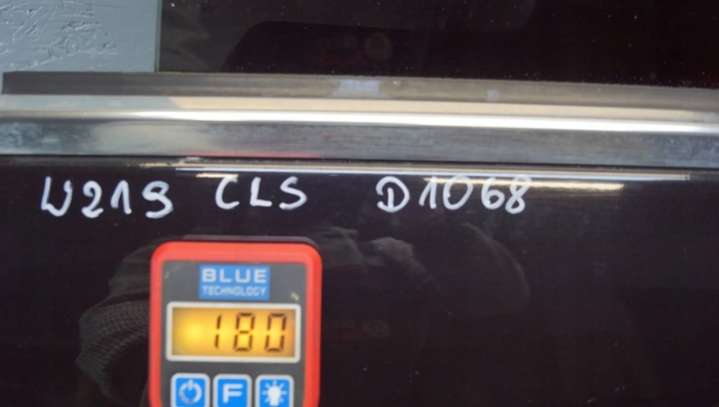 W219 CLS D1068
BLUE
TECHNOLOGY
180
F